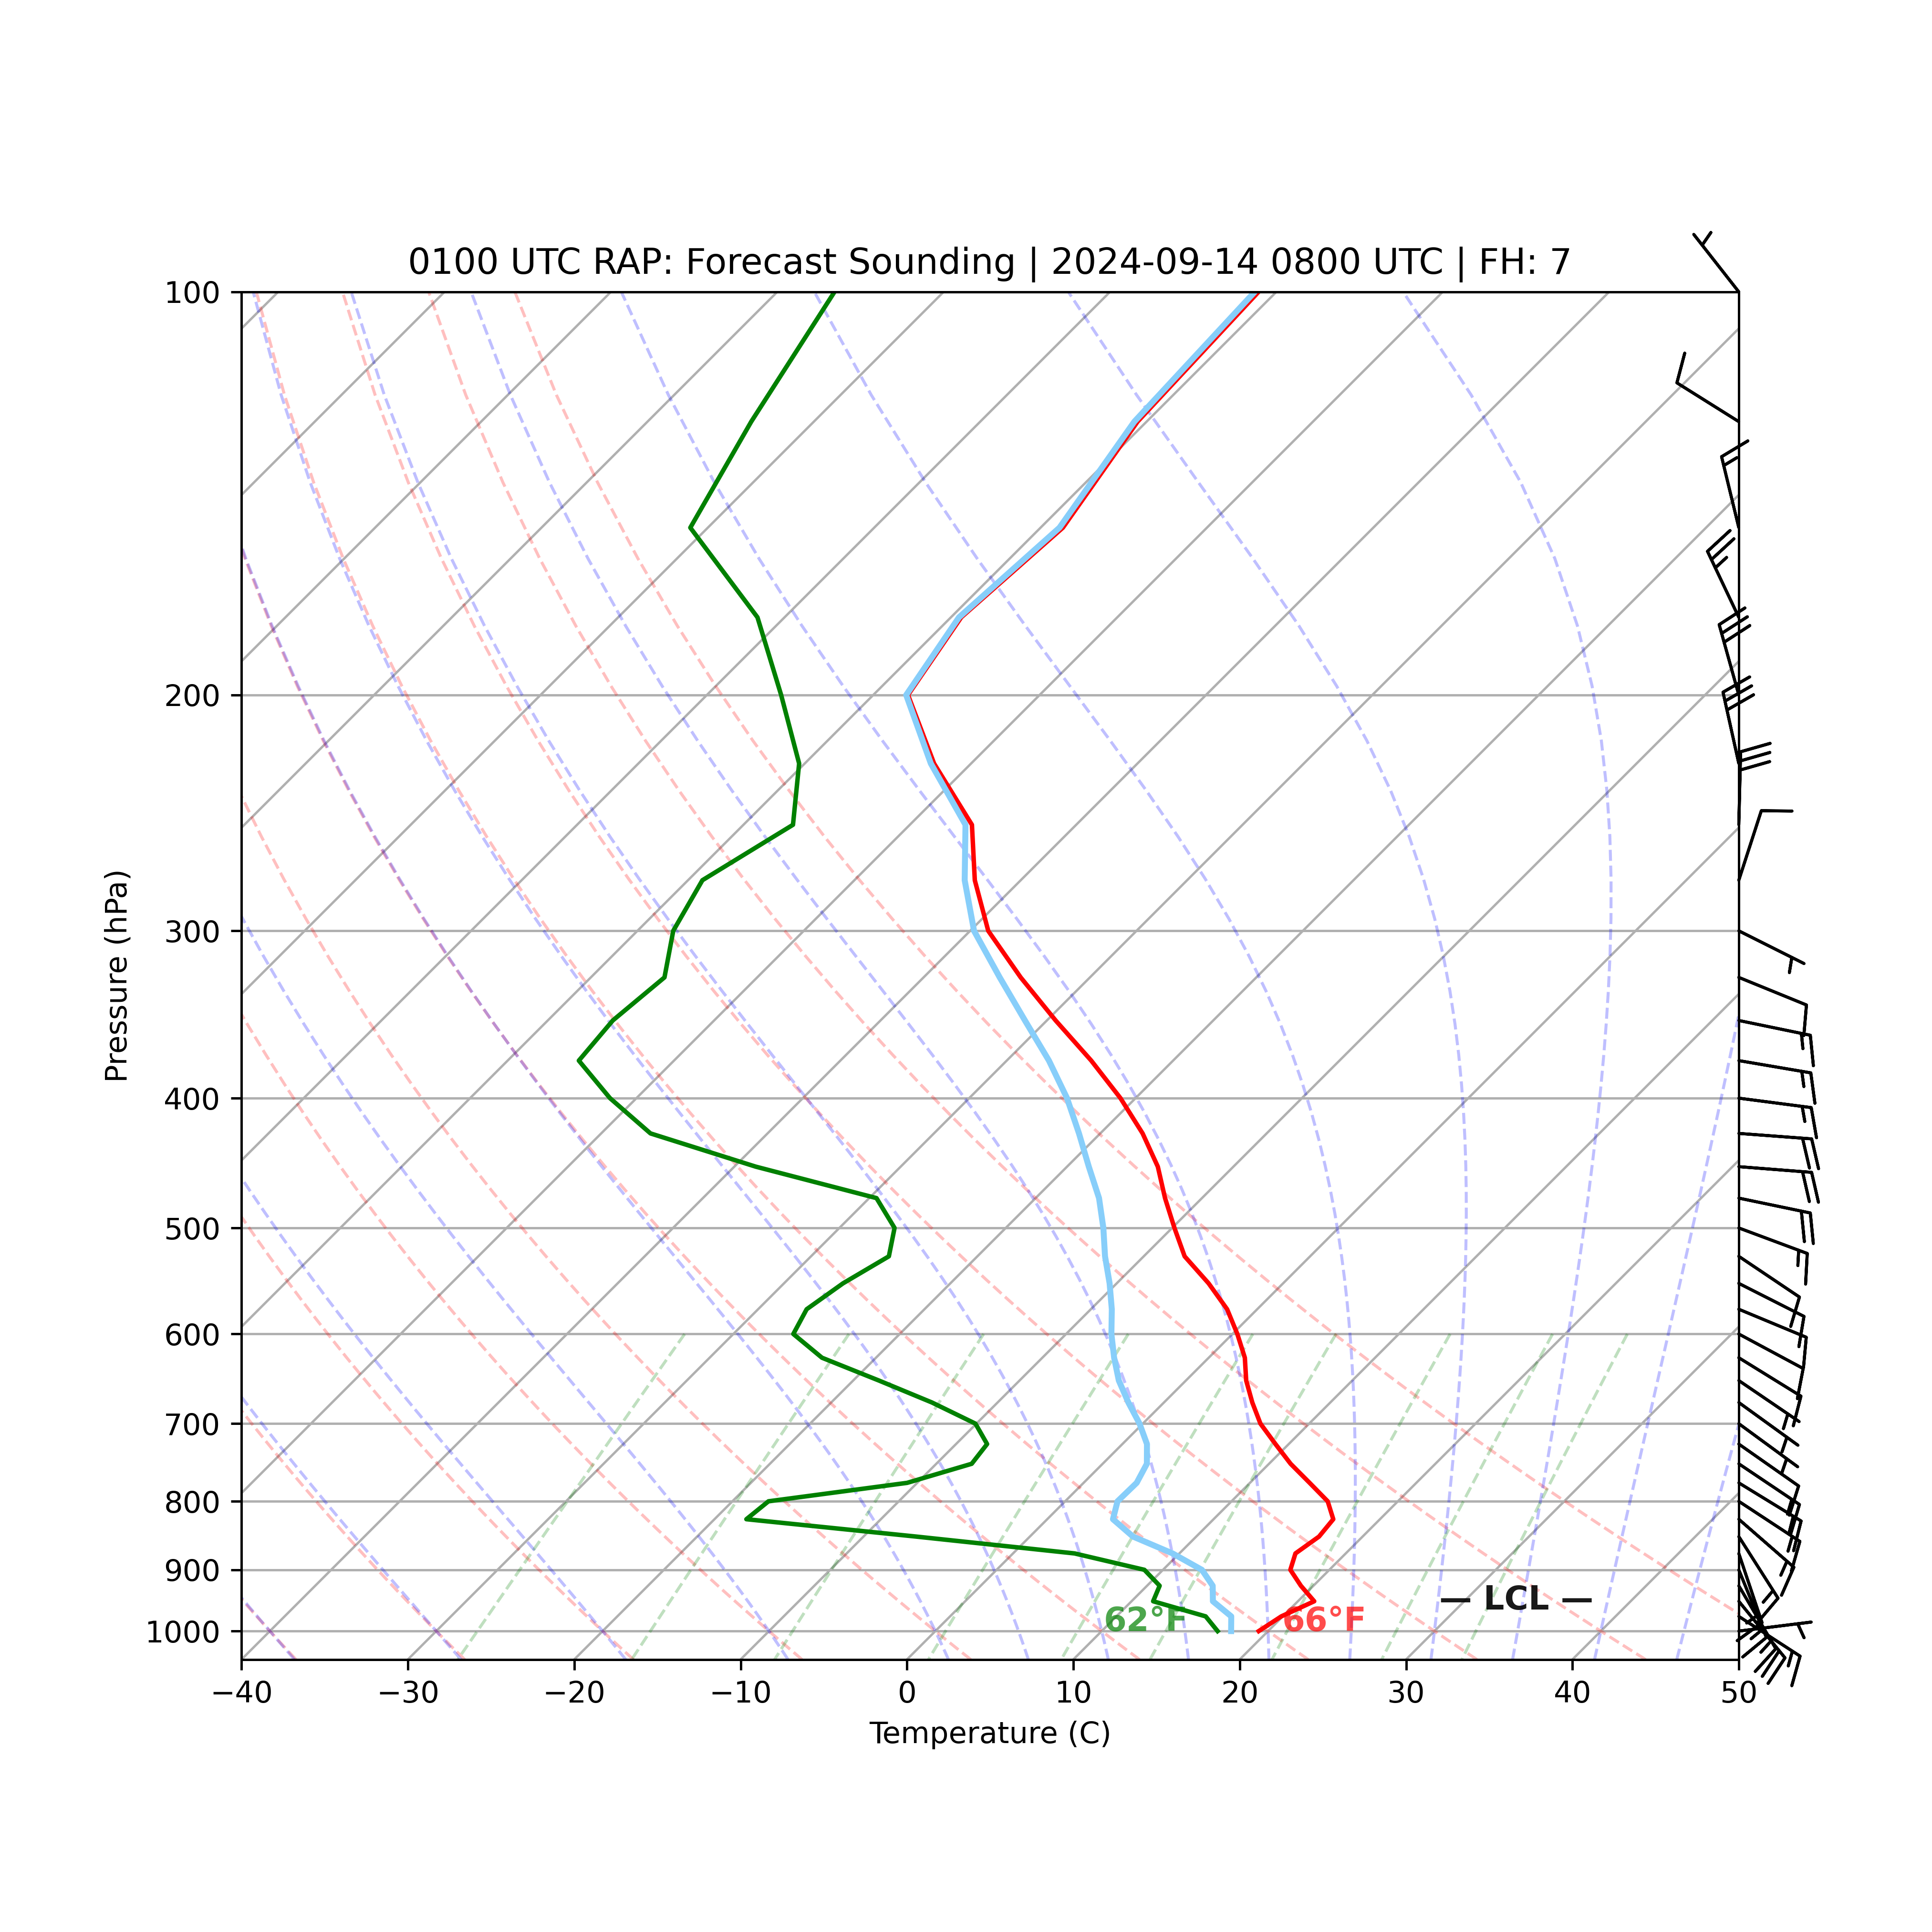 0100 UTC RAP: Forecast Sounding | 2024-09-14 0800 UTC | FH: 7
100
200
300
400
500
600
700
800
900
1000
Pressure (hPa)
— LCL —
62°F 66°F
−40 −30 −20 −10 0 10 20 30 40 50
Temperature (C)